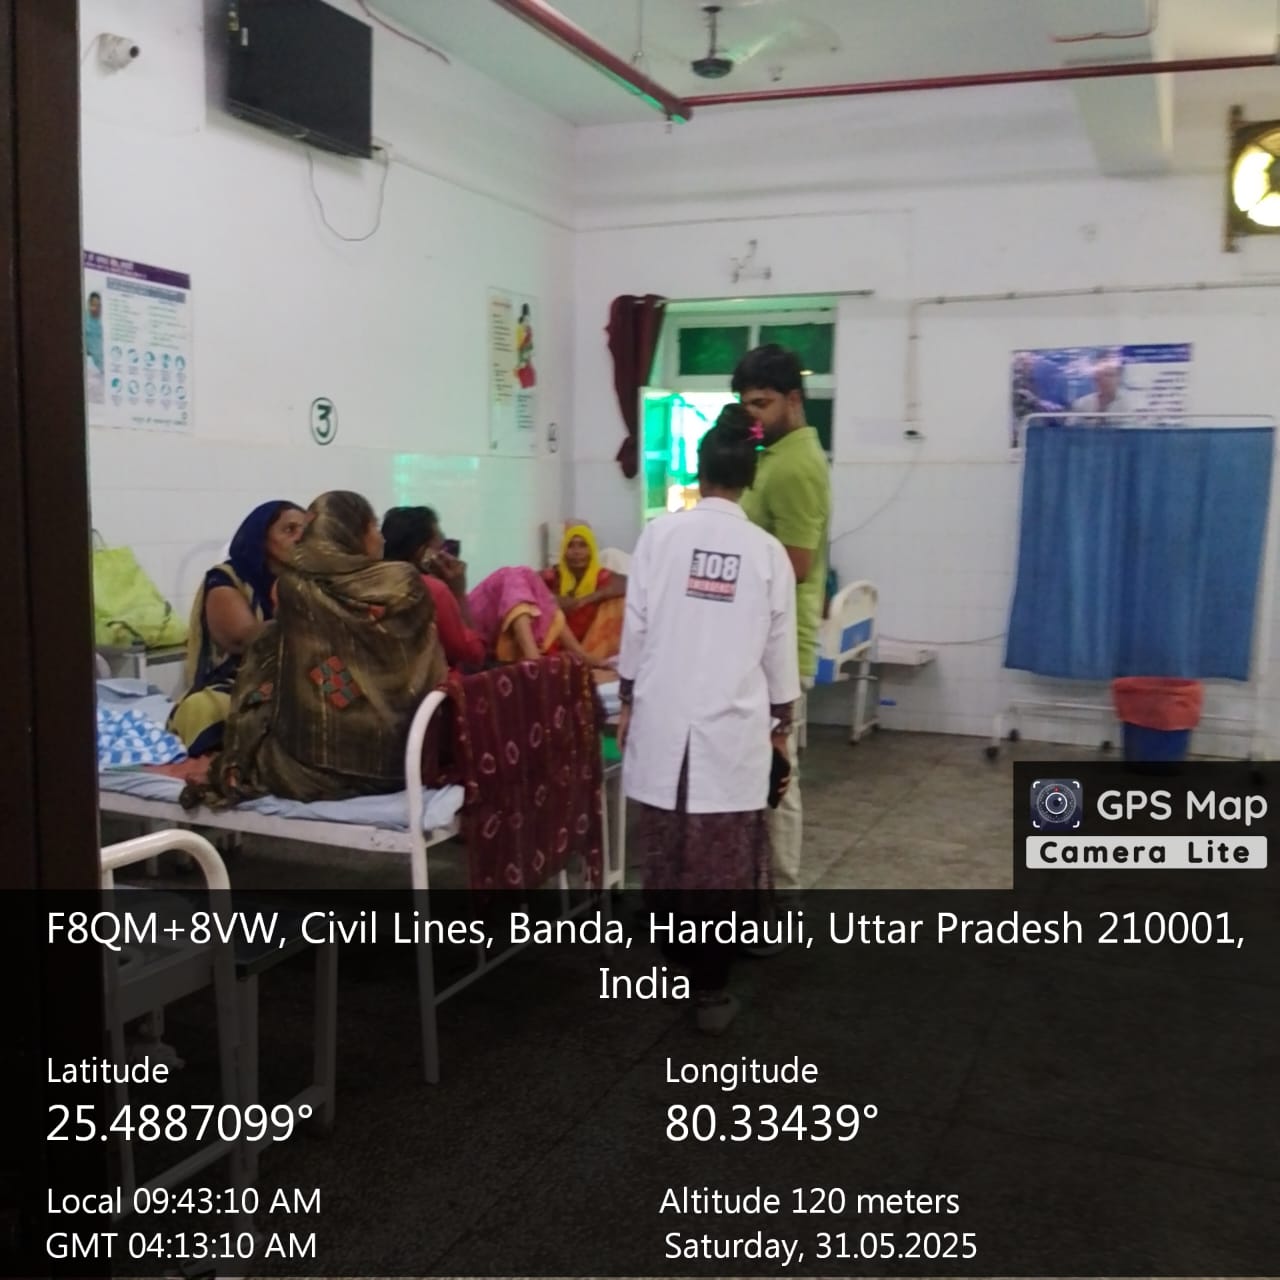 3
108
EMERGENCY
GPS Map
Camera Lite
F8QM+8VW, Civil Lines, Banda, Hardauli, Uttar Pradesh 210001,
India
Latitude
25.4887099°
Longitude
80.33439°
Local 09:43:10 AM
GMT 04:13:10 AM
Altitude 120 meters
Saturday, 31.05.2025